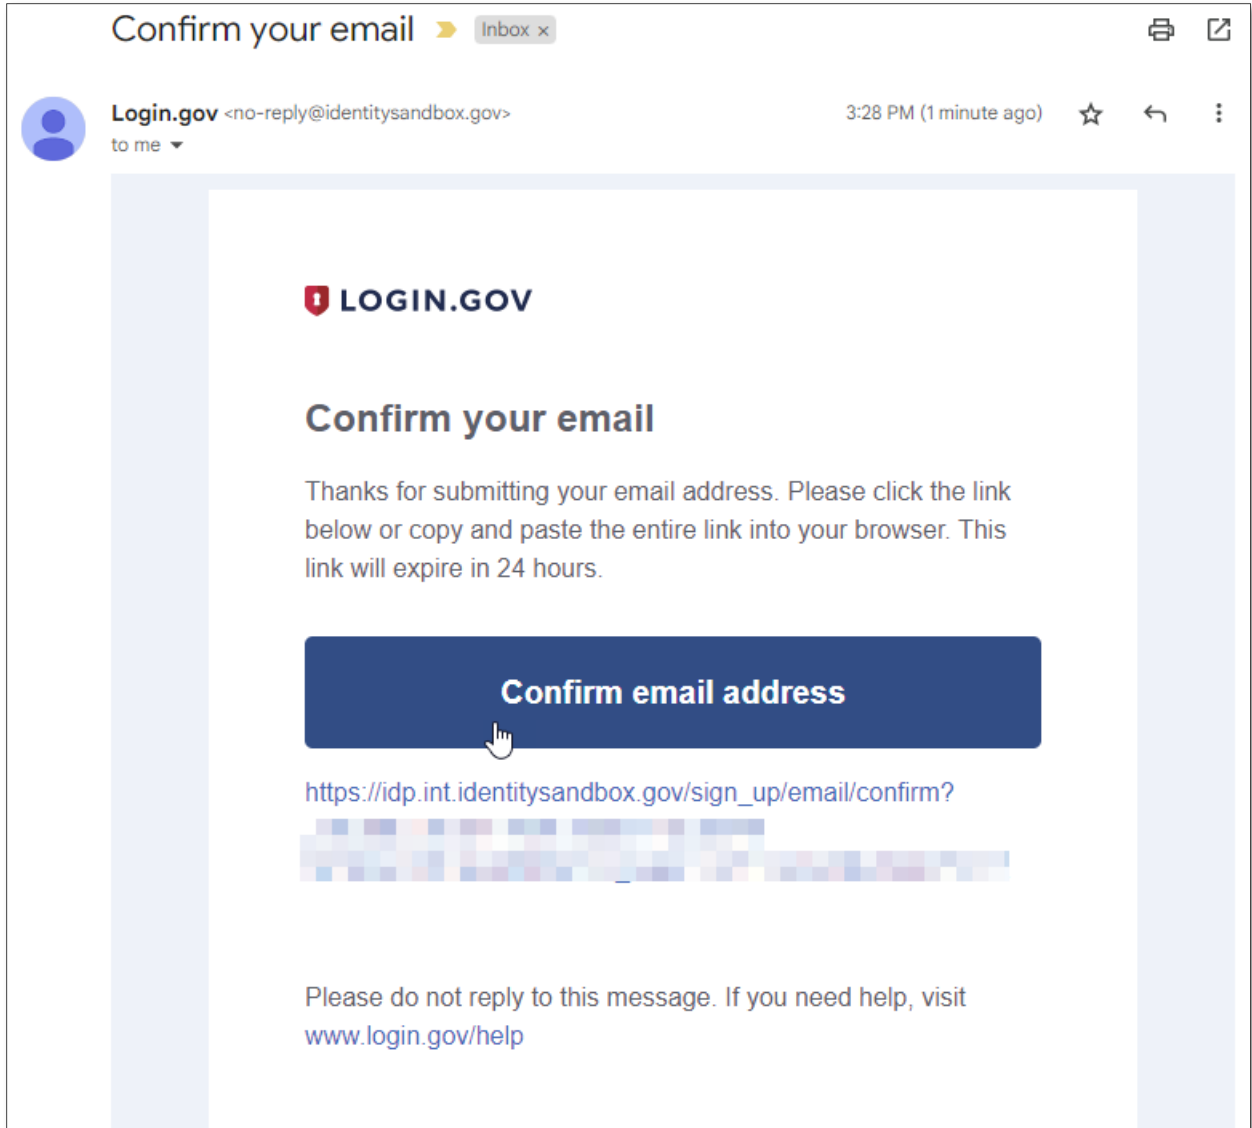 Confirm your email Inbox ×
Login.gov <no-reply@identitysandbox.gov> 3:28 PM (1 minute ago)
to me
LOGIN.GOV
Confirm your email
Thanks for submitting your email address. Please click the link
below or copy and paste the entire link into your browser. This
link will expire in 24 hours.
Confirm email address
https://idp.int.identitysandbox.gov/sign_up/email/confirm?
Please do not reply to this message. If you need help, visit
www.login.gov/help